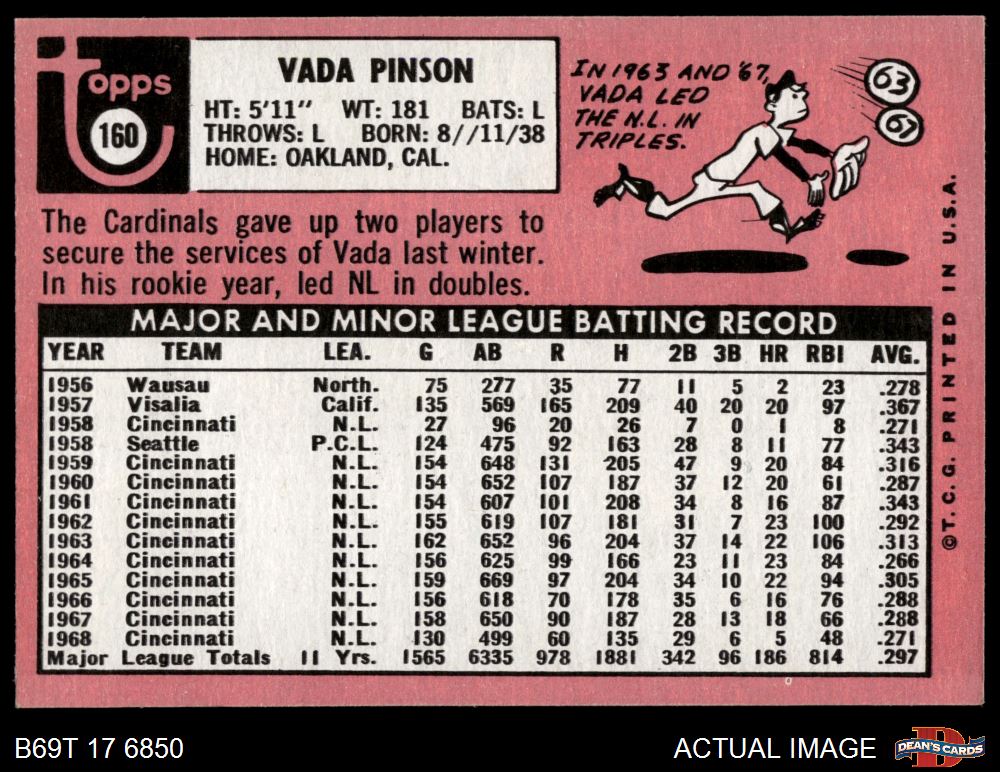 Topps
160
VADA PINSON
HT: 5'11" WT: 181 BATS: L
THROWS: L BORN: 8//11/38
HOME: OAKLAND, CAL.
IN 1963 AND '67,
VADA LED
THE N.L. IN
TRIPLES.
63
67
The Cardinals gave up two players to
secure the services of Vada last winter.
In his rookie year, led NL in doubles.
MAJOR AND MINOR LEAGUE BATTING RECORD
YEAR TEAM LEA. G AB R H 2B 3B HR RBI AVG.
1956 Wausau North. 75 277 35 77 11 5 2 23 .278
1957 Visalia Calif. 135 569 165 209 40 20 20 97 .367
1958 Cincinnati N.L. 27 96 20 26 7 0 1 8 .271
1958 Seattle P.C.L. 124 475 92 163 28 8 11 77 .343
1959 Cincinnati N.L. 154 648 131 205 47 9 20 84 .316
1960 Cincinnati N.L. 154 652 107 187 37 12 20 61 .287
1961 Cincinnati N.L. 154 607 101 208 34 8 16 87 .343
1962 Cincinnati N.L. 155 619 107 181 31 7 23 100 .292
1963 Cincinnati N.L. 162 652 96 204 37 14 22 106 .313
1964 Cincinnati N.L. 156 625 99 166 23 11 23 84 .266
1965 Cincinnati N.L. 159 669 97 204 34 10 22 94 .305
1966 Cincinnati N.L. 156 618 70 178 35 6 16 76 .288
1967 Cincinnati N.L. 158 650 90 187 28 13 18 66 .288
1968 Cincinnati N.L. 130 499 60 135 29 6 5 48 .271
Major League Totals 11 Yrs. 1565 6335 978 1881 342 96 186 814 .297
©T.C.G. PRINTED IN U.S.A.
B69T 17 6850
ACTUAL IMAGE
D
DEAN'S CARDS